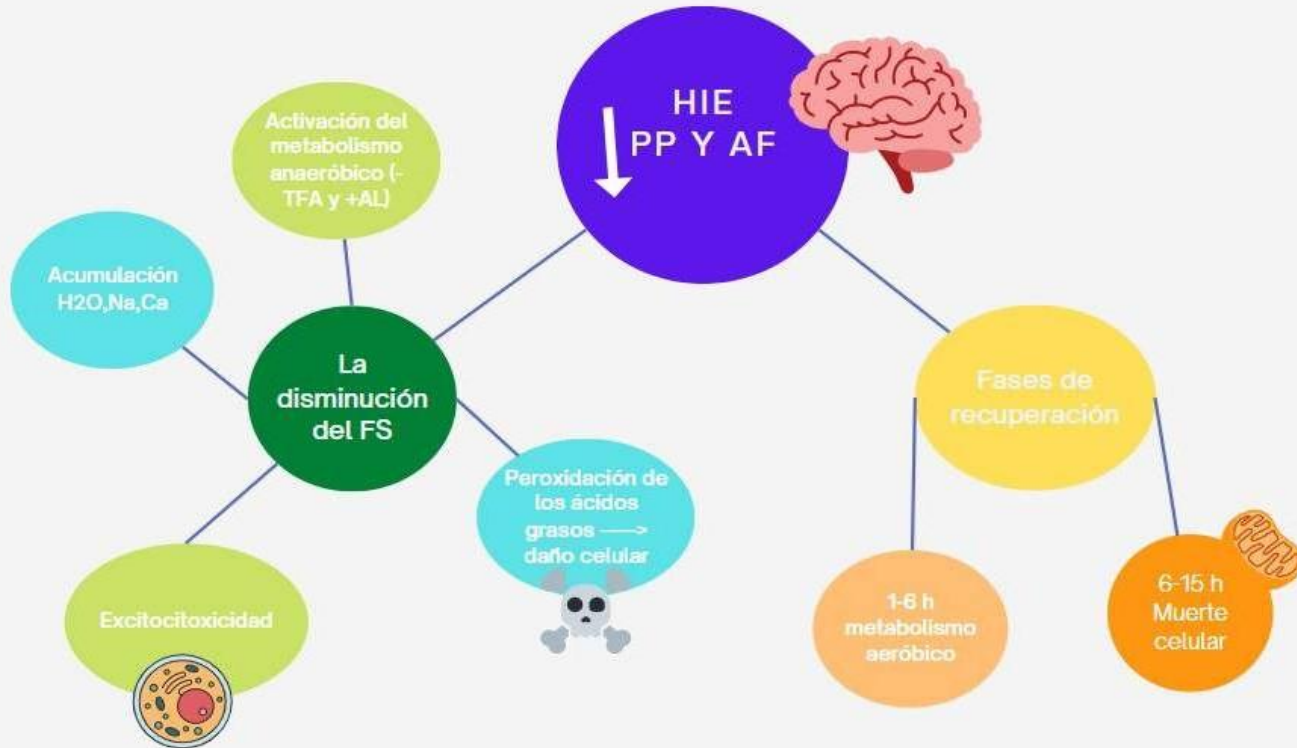 HIE
PP Y AF
Activación del
metabolismo
anaeróbico (-
TFA y +AL)
Acumulación
H2O,Na,Ca
La
disminución
del FS
Fases de
recuperación
Peroxidación de
los ácidos
grasos ——>
daño celular
Excitocitoxicidad
1-6 h
metabolismo
aeróbico
6-15 h
Muerte
celular